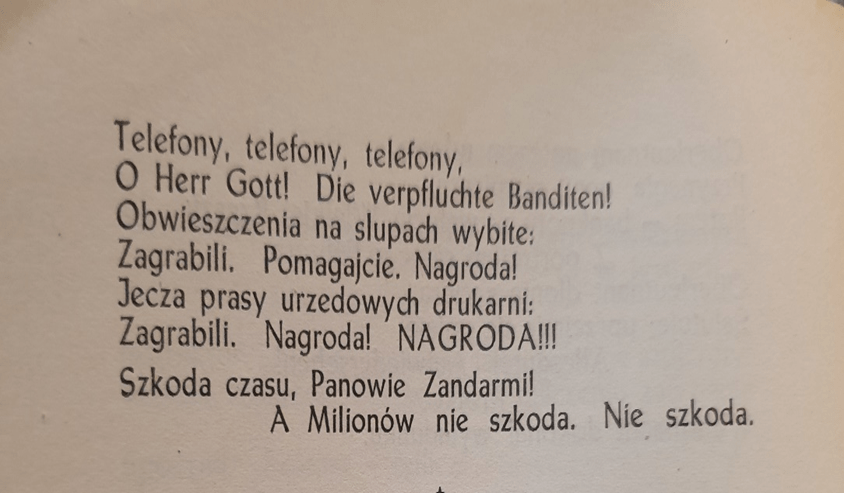 Telefony, telefony, telefony,
O Herr Gott! Die verpfluchte Banditen!
Obwieszczenia na slupach wybite:
Zagrabili. Pomagajcie. Nagroda!
Jecza prasy urzedowych drukarni:
Zagrabili. Nagroda! NAGRODA!!!
Szkoda czasu, Panowie Zandarmi!
A Milionów nie szkoda. Nie szkoda.